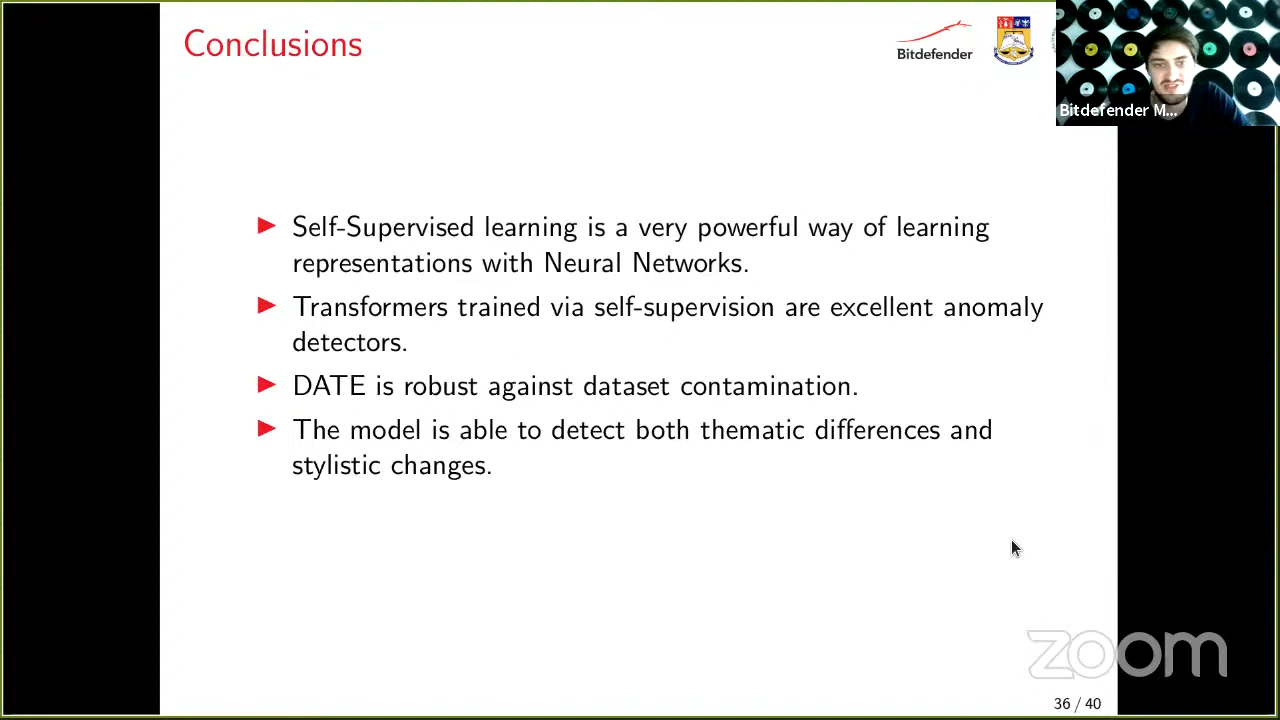 Conclusions
Bitdefender
Bitdefender M...
Self-Supervised learning is a very powerful way of learning
representations with Neural Networks.
Transformers trained via self-supervision are excellent anomaly
detectors.
DATE is robust against dataset contamination.
The model is able to detect both thematic differences and
stylistic changes.
zoom
36 / 40